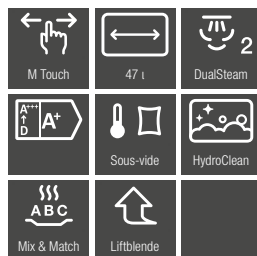 M Touch
47 ι
DualSteam
2
A+++
D
A+
Sous-vide
HydroClean
ABC
Mix & Match
Liftblende